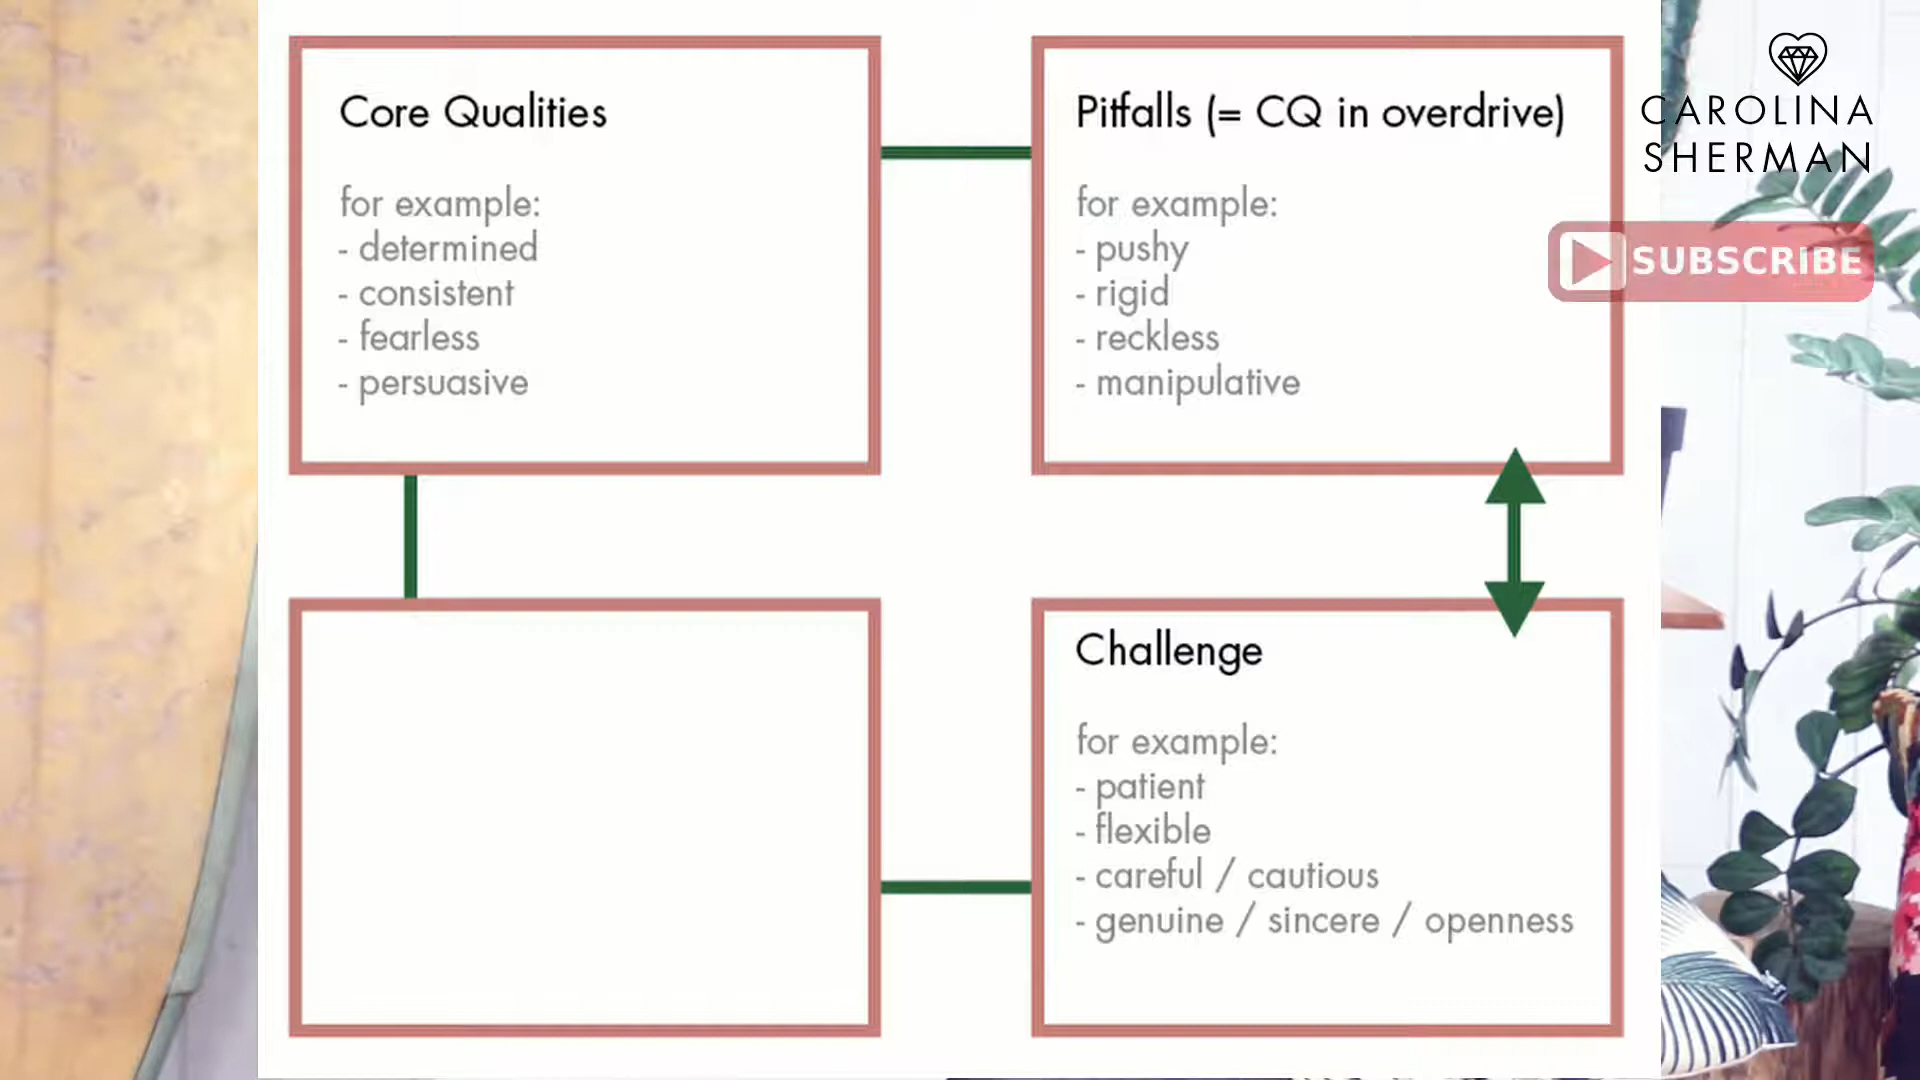 Core Qualities
for example:
- determined
- consistent
- fearless
- persuasive
Pitfalls (= CQ in overdrive)
for example:
- pushy
- rigid
- reckless
- manipulative
Challenge
for example:
- patient
- flexible
- careful / cautious
- genuine / sincere / openness
CAROLINA
SHERMAN
SUBSCRIBE